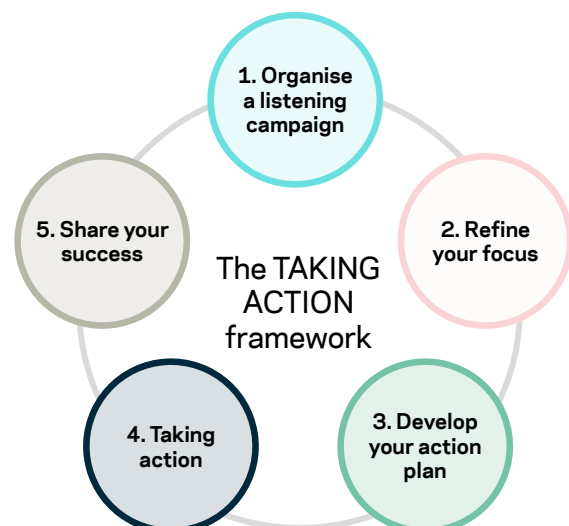 1. Organise
a listening
campaign
2. Refine
your focus
3. Develop
your action
plan
4. Taking
action
5. Share your
success
The TAKING
ACTION
framework